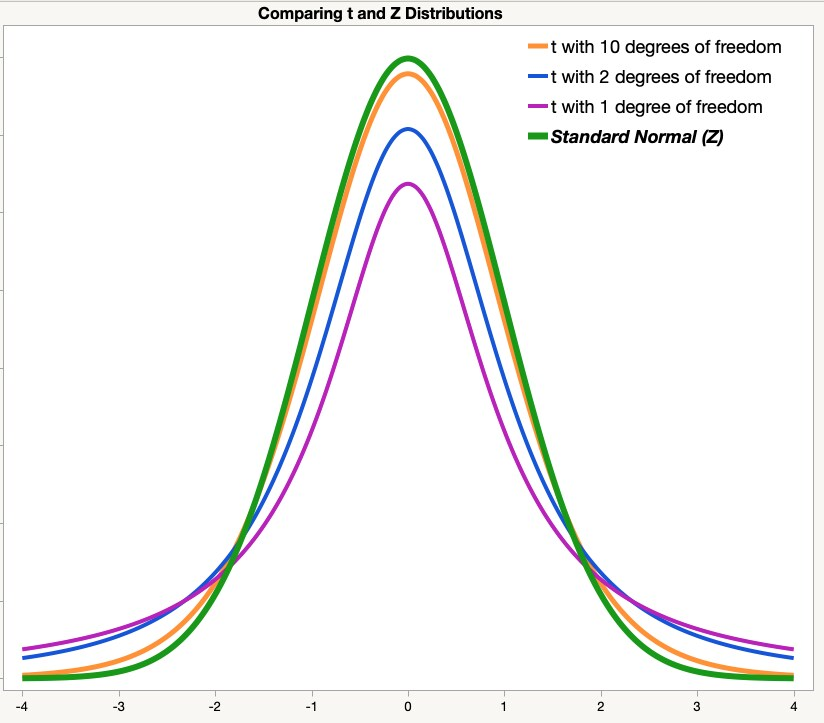 Comparing t and Z Distributions
t with 10 degrees of freedom
t with 2 degrees of freedom
t with 1 degree of freedom
Standard Normal (Z)
-4 -3 -2 -1 0 1 2 3 4